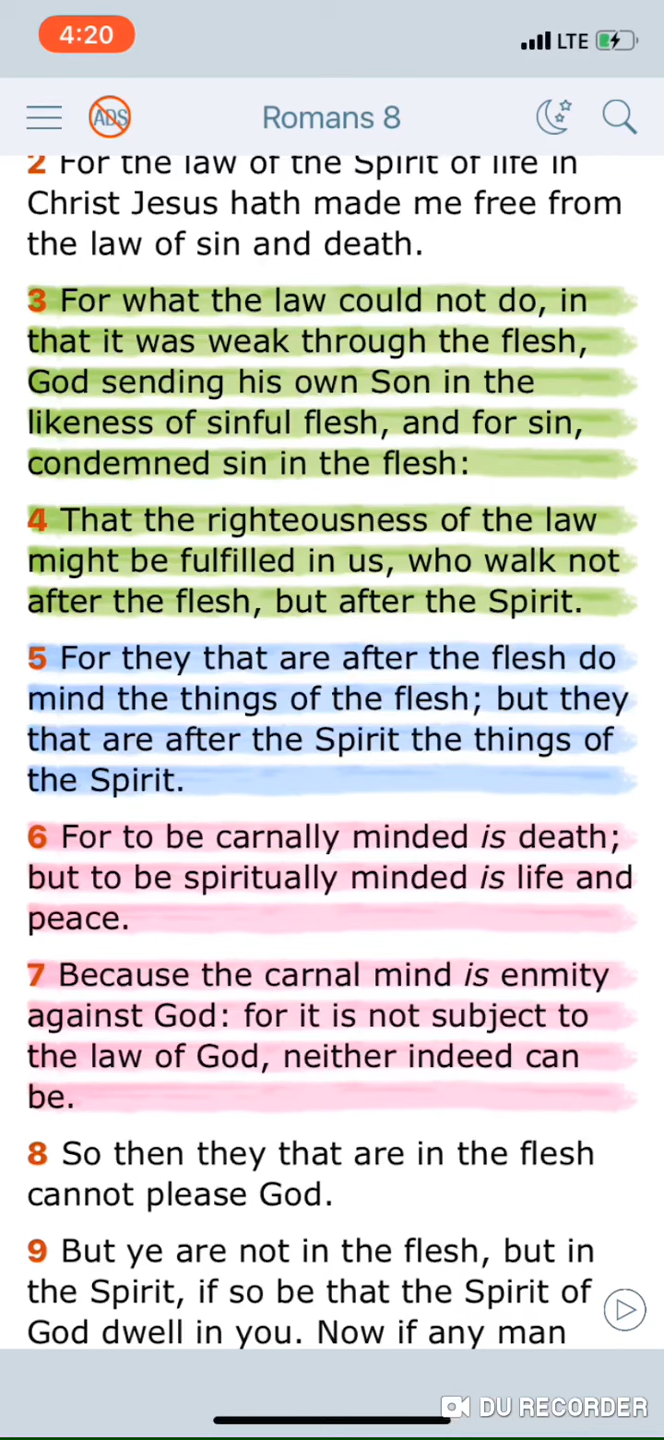 4:20
LTE
ADS
Romans 8
2 For the law of the Spirit of life in
Christ Jesus hath made me free from
the law of sin and death.
3 For what the law could not do, in
that it was weak through the flesh,
God sending his own Son in the
likeness of sinful flesh, and for sin,
condemned sin in the flesh:
4 That the righteousness of the law
might be fulfilled in us, who walk not
after the flesh, but after the Spirit.
5 For they that are after the flesh do
mind the things of the flesh; but they
that are after the Spirit the things of
the Spirit.
6 For to be carnally minded is death;
but to be spiritually minded is life and
peace.
7 Because the carnal mind is enmity
against God: for it is not subject to
the law of God, neither indeed can
be.
8 So then they that are in the flesh
cannot please God.
9 But ye are not in the flesh, but in
the Spirit, if so be that the Spirit of
God dwell in you. Now if any man
DU RECORDER